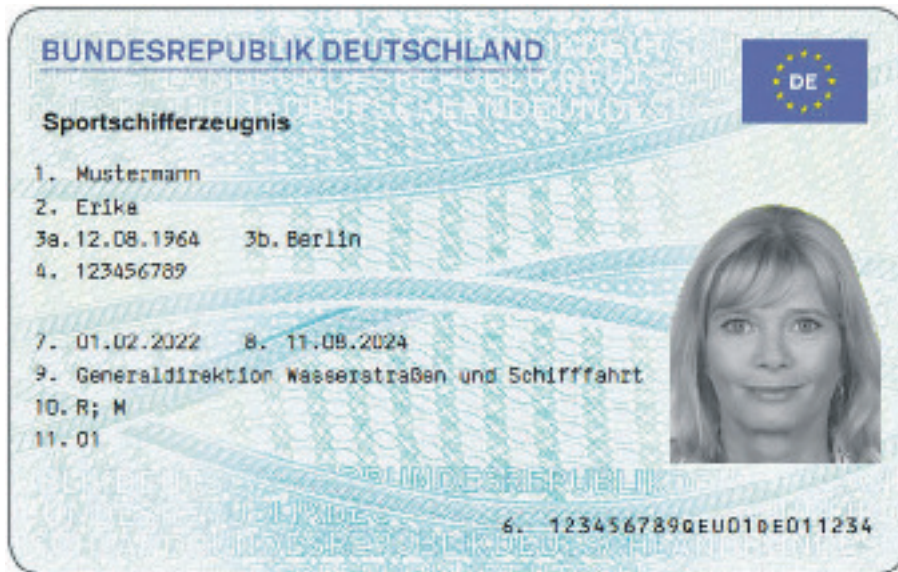 BUNDESREPUBLIK DEUTSCHLAND
DE
Sportschifferzeugnis
1. Mustermann
2. Erika
3a. 12.08.1964 3b. Berlin
4. 123456789
7. 01.02.2022 8. 11.08.2024
9. Generaldirektion Wasserstraßen und Schifffahrt
10. R; M
11. 01
6. 123456789QEU01DE011234